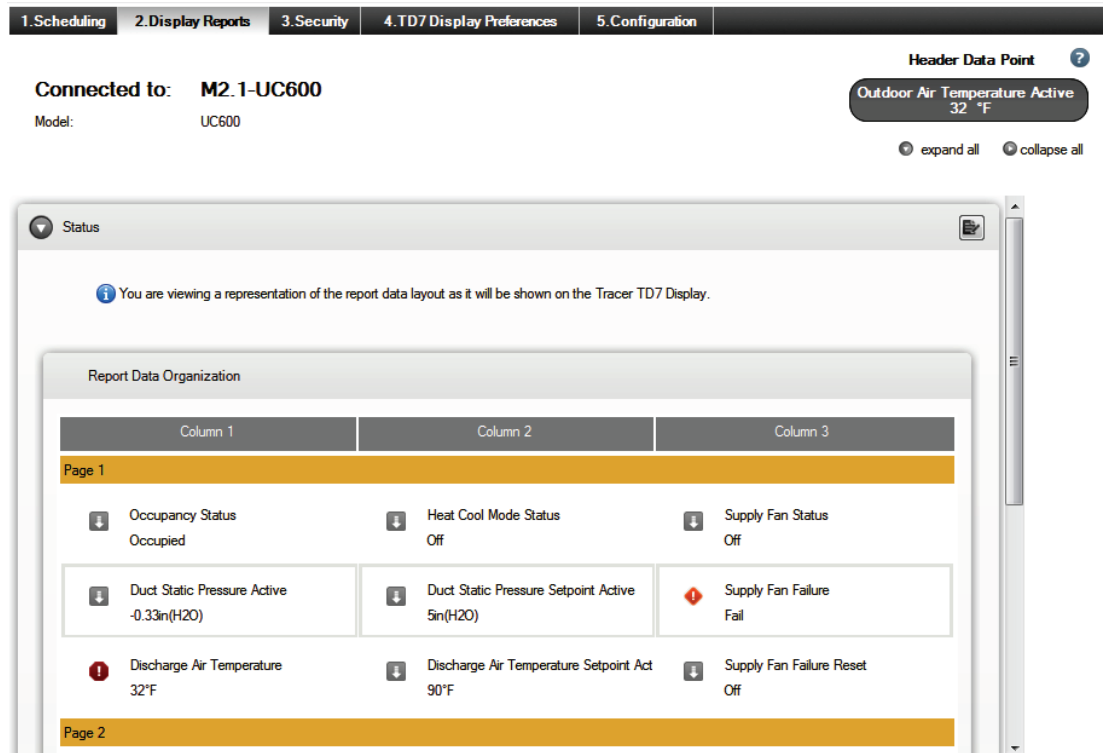 1.Scheduling 2.Display Reports 3.Security 4.TD7 Display Preferences 5.Configuration
Header Data Point ?
Connected to: M2.1-UC600
Outdoor Air Temperature Active
32 °F
Model: UC600
expand all collapse all
Status
You are viewing a representation of the report data layout as it will be shown on the Tracer TD7 Display.
Report Data Organization
Column 1 Column 2 Column 3
Page 1
Occupancy Status Heat Cool Mode Status Supply Fan Status
Occupied Off Off
Duct Static Pressure Active Duct Static Pressure Setpoint Active Supply Fan Failure
-0.33in(H2O) 5in(H2O) Fail
Discharge Air Temperature Discharge Air Temperature Setpoint Act Supply Fan Failure Reset
32°F 90°F Off
Page 2